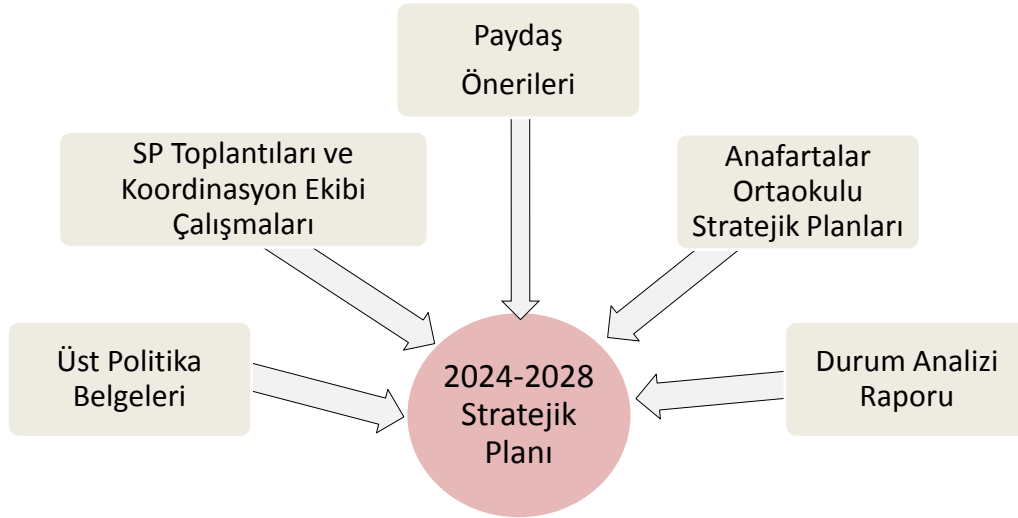 Paydaş
Önerileri
SP Toplantıları ve
Koordinasyon Ekibi
Çalışmaları
Anafartalar
Ortaokulu
Stratejik Planları
Üst Politika
Belgeleri
2024-2028
Stratejik
Planı
Durum Analizi
Raporu